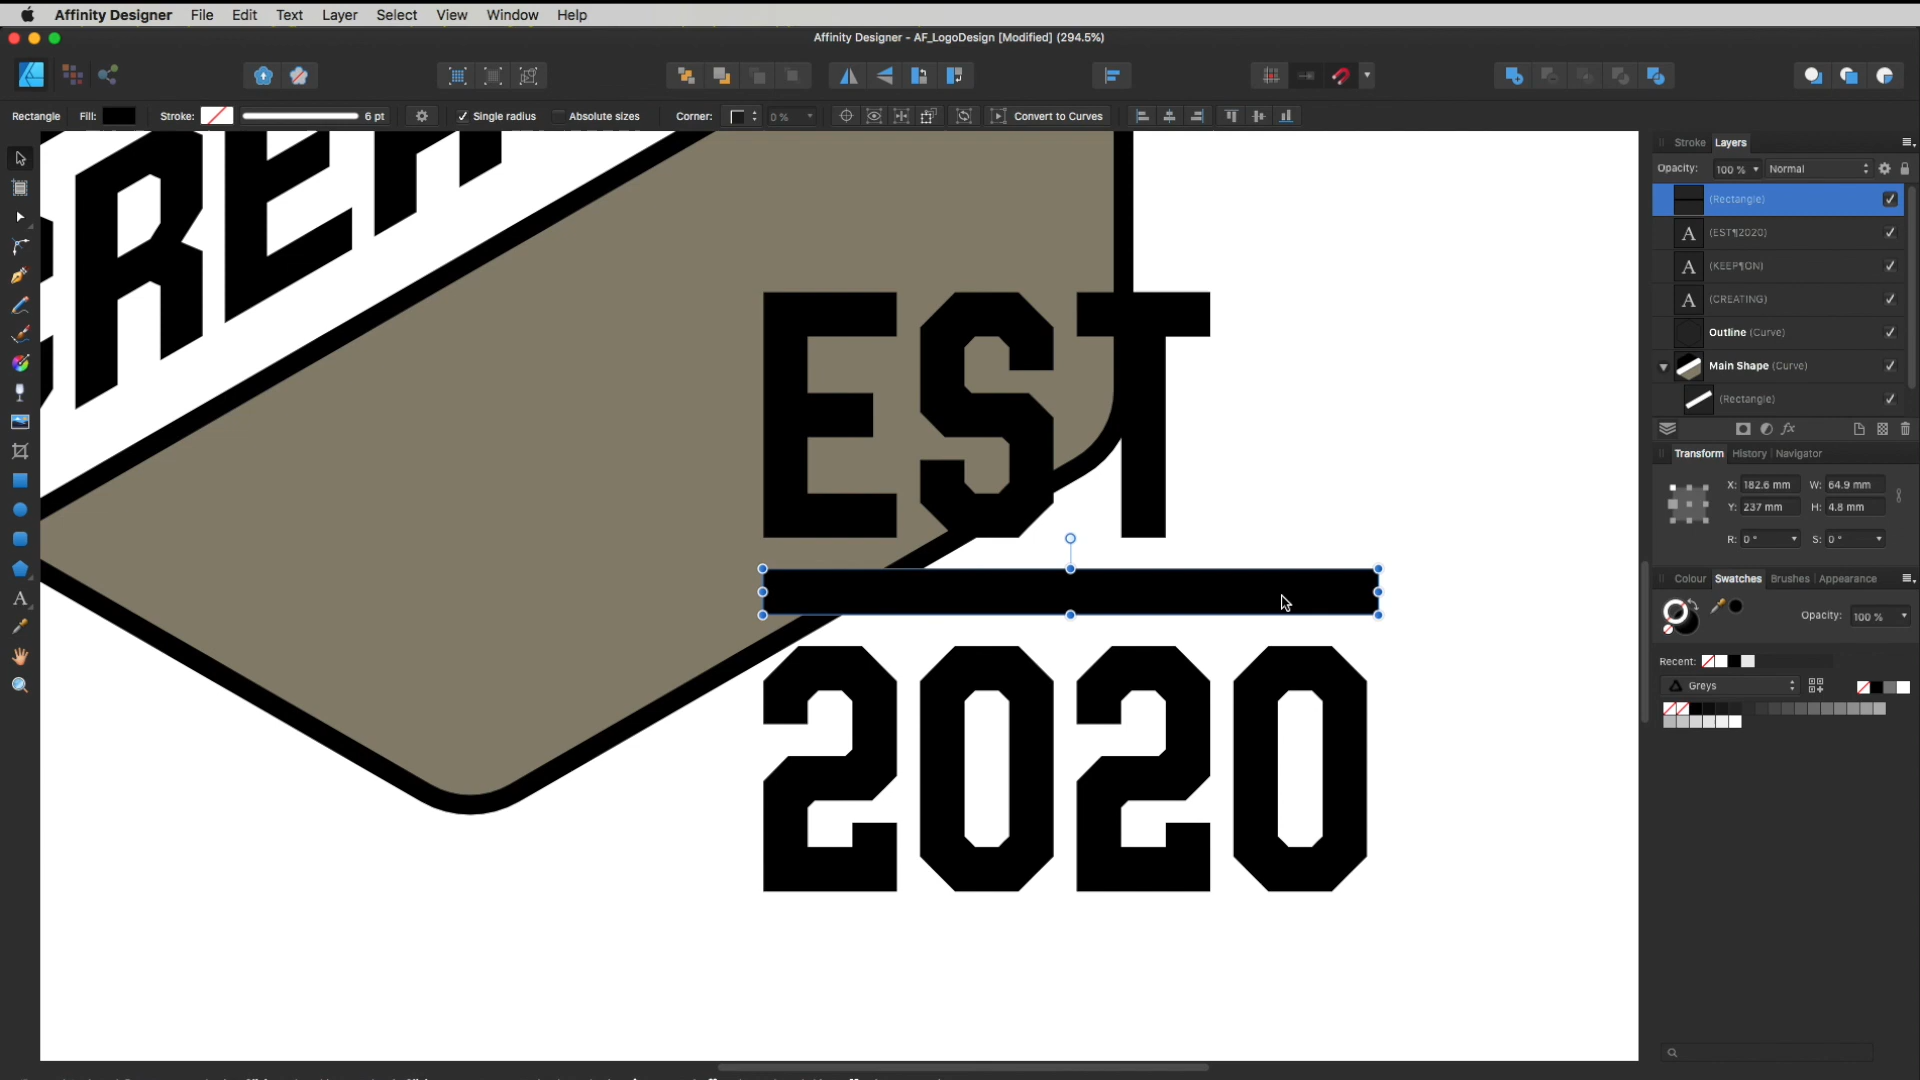 Affinity Designer File Edit Text Layer Select View Window Help
Affinity Designer - AF_LogoDesign [Modified] (294.5%)
Rectangle Fill: Stroke: 6 pt Single radius Absolute sizes Corner: 0 % Convert to Curves
Stroke Layers
Opacity: 100 % Normal
(Rectangle)
A (EST¶2020)
A (KEEP¶ON)
A (CREATING)
Outline (Curve)
Main Shape (Curve)
(Rectangle)
fx
Transform History Navigator
X: 182.6 mm W: 64.9 mm
Y: 237 mm H: 4.8 mm
R: 0 ° S: 0 °
Colour Swatches Brushes Appearance
Opacity: 100 %
Recent:
Greys
A
REA
EST
2020